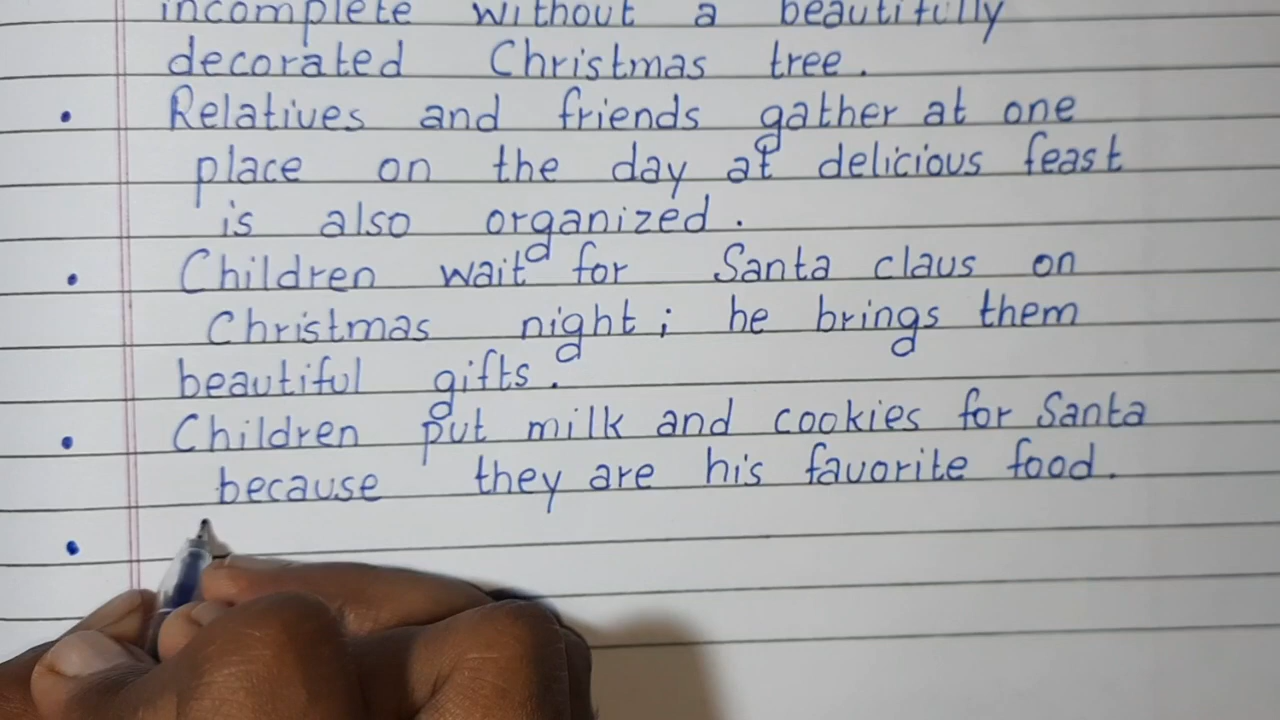 incomplete without a beautifully
decorated Christmas tree.
• Relatives and friends gather at one
place on the day at delicious feast
is also organized.
• Children wait for Santa claus on
Christmas night; he brings them
beautiful gifts.
• Children put milk and cookies for Santa
because they are his favorite food.
•